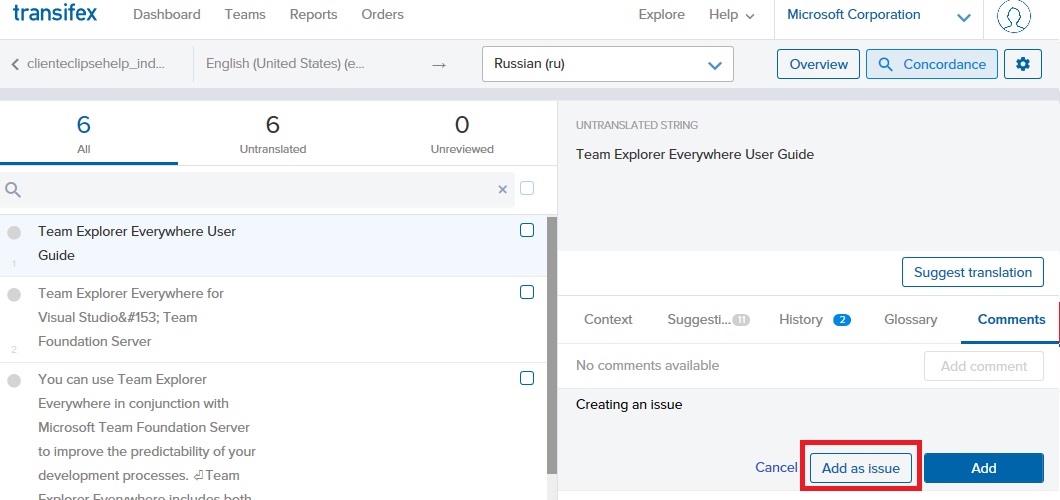 transifex Dashboard Teams Reports Orders Explore Help Microsoft Corporation
clienteclipsehelp_ind... English (United States) (e... → Russian (ru) Overview Concordance
6 6 0
All Untranslated Unreviewed
UNTRANSLATED STRING
Team Explorer Everywhere User Guide
×
Team Explorer Everywhere User
Guide
1
Suggest translation
Team Explorer Everywhere for
Visual Studio&#153; Team
Foundation Server
2
Context Suggesti... 11 History 2 Glossary Comments
No comments available Add comment
You can use Team Explorer
Everywhere in conjunction with
Microsoft Team Foundation Server
to improve the predictability of your
development processes. ⏎Team
Explorer Everywhere includes both
Creating an issue
Cancel Add as issue Add